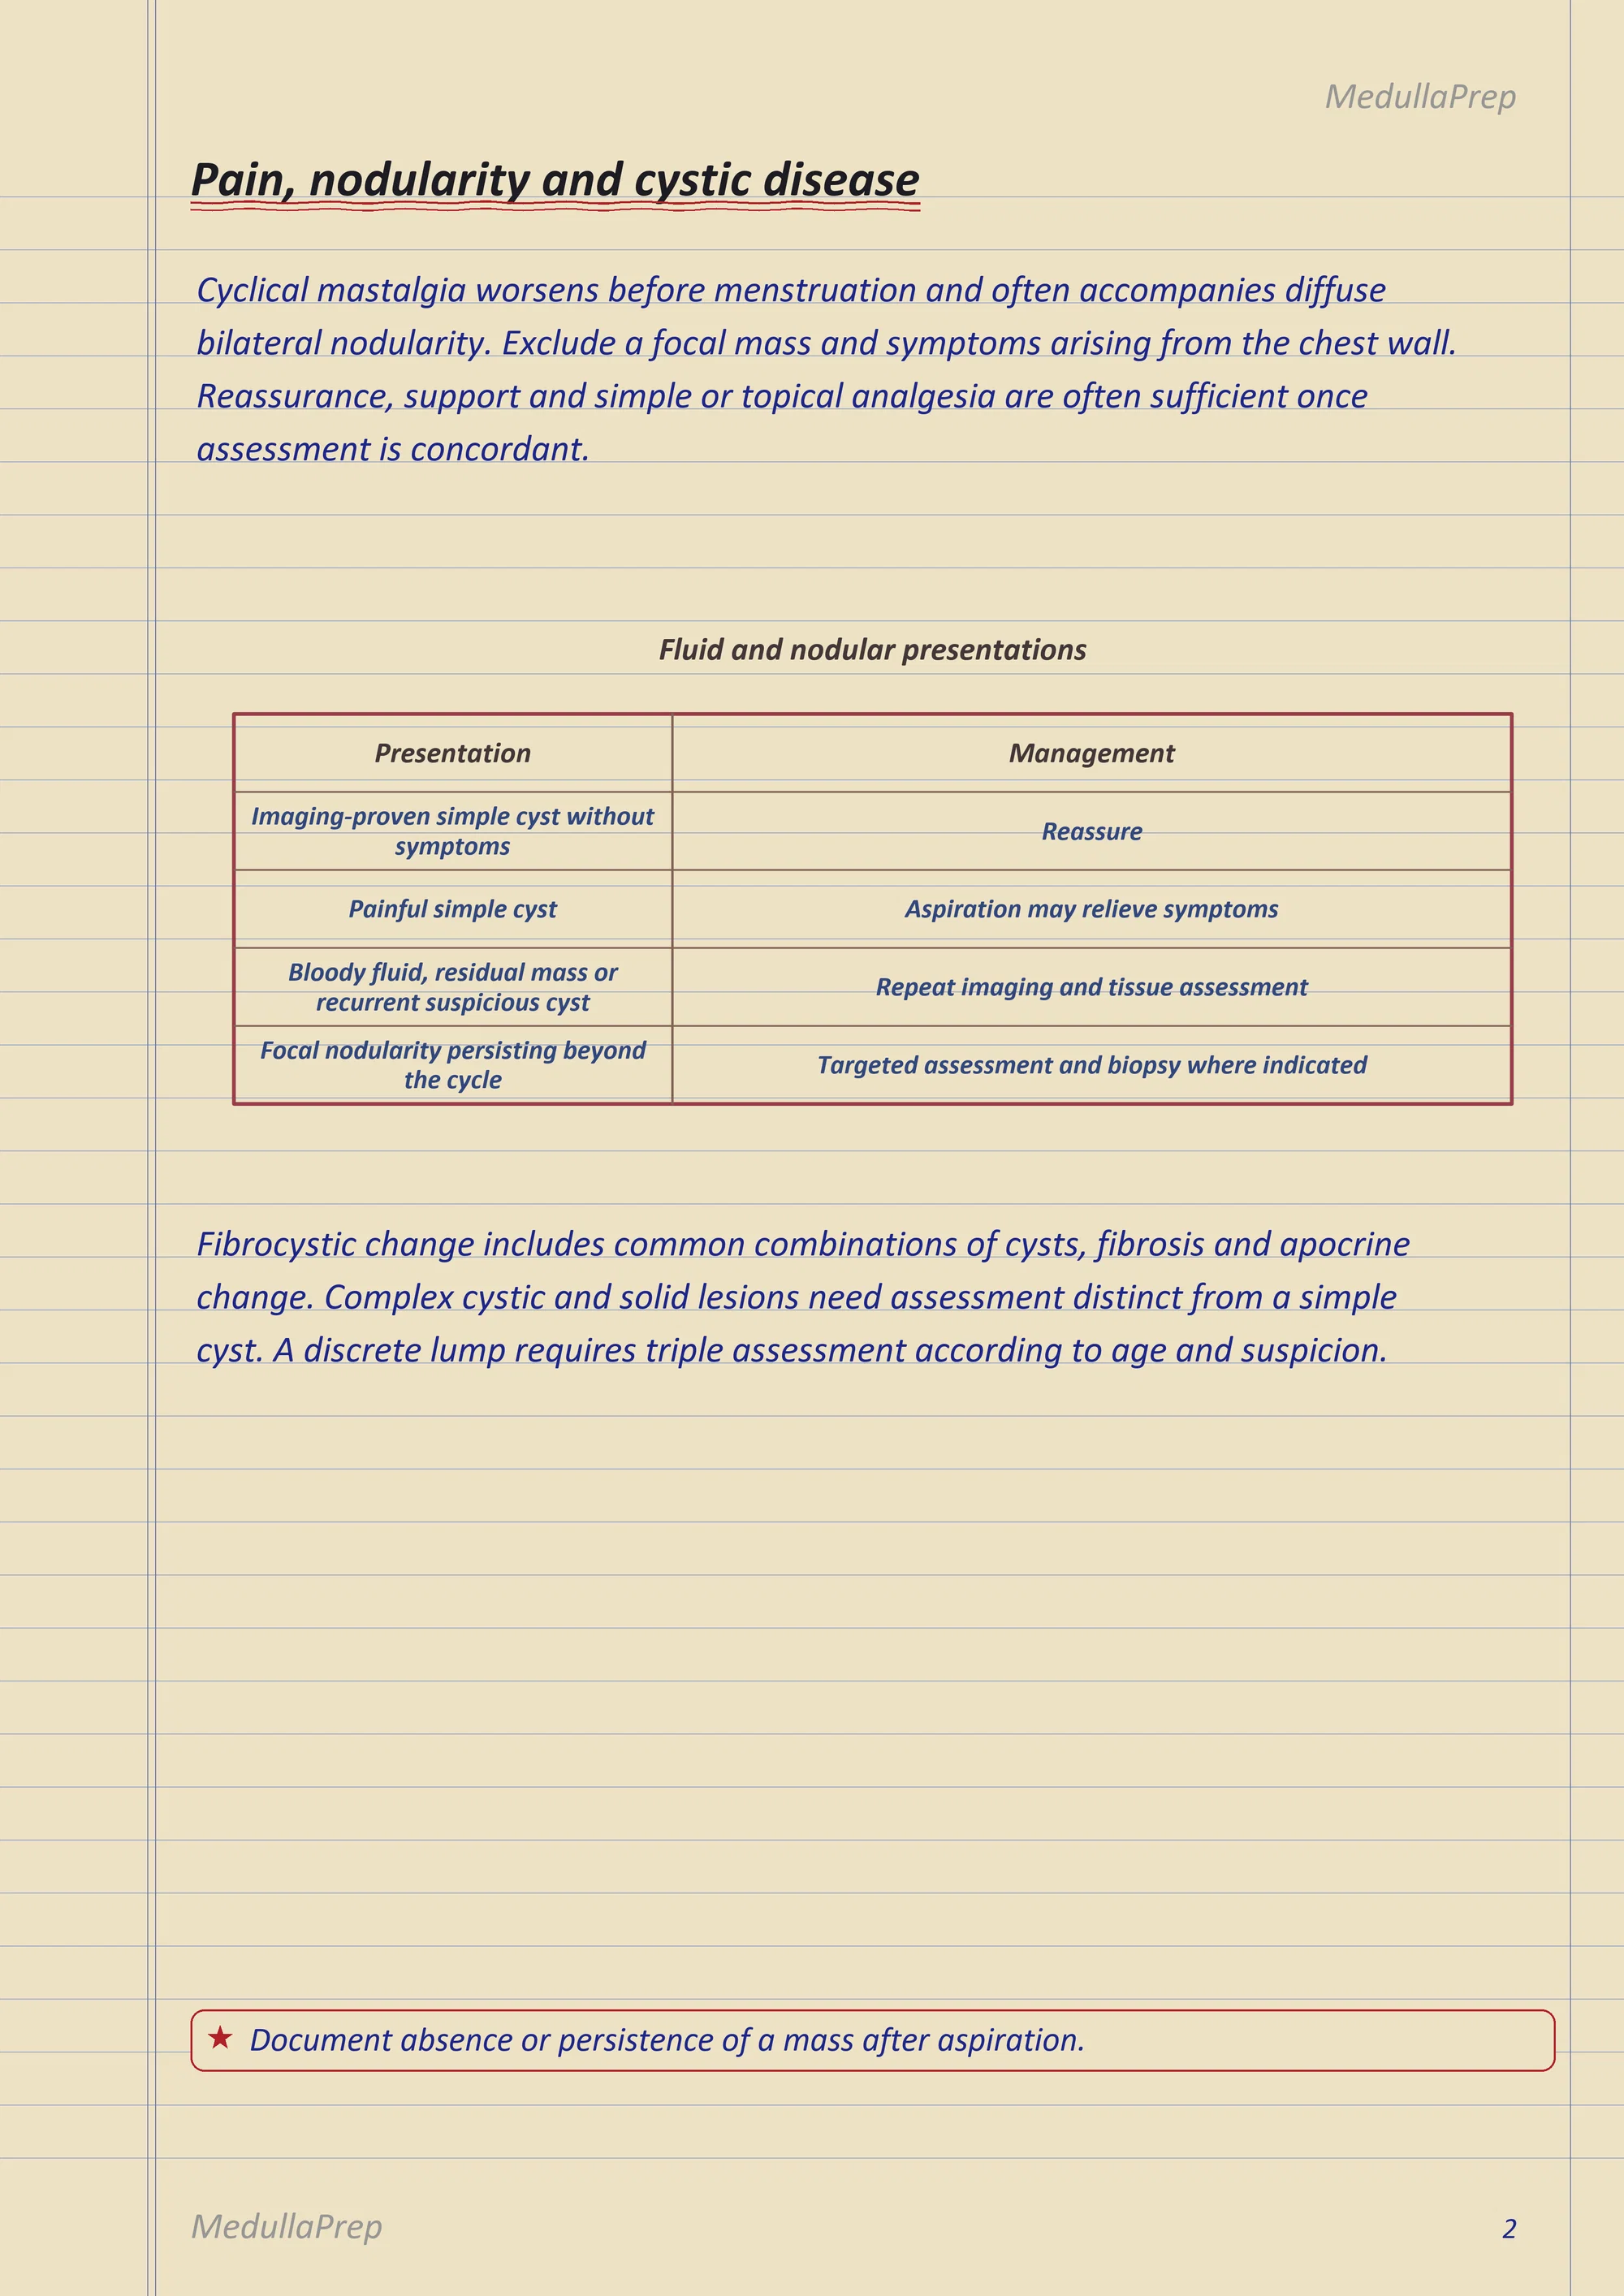 MedullaPrep
Pain, nodularity and cystic disease
Cyclical mastalgia worsens before menstruation and often accompanies diffuse
bilateral nodularity. Exclude a focal mass and symptoms arising from the chest wall.
Reassurance, support and simple or topical analgesia are often sufficient once
assessment is concordant.
Fluid and nodular presentations
Presentation Management
Imaging-proven simple cyst without
symptoms
Reassure
Painful simple cyst Aspiration may relieve symptoms
Bloody fluid, residual mass or
recurrent suspicious cyst
Repeat imaging and tissue assessment
Focal nodularity persisting beyond
the cycle
Targeted assessment and biopsy where indicated
Fibrocystic change includes common combinations of cysts, fibrosis and apocrine
change. Complex cystic and solid lesions need assessment distinct from a simple
cyst. A discrete lump requires triple assessment according to age and suspicion.
★ Document absence or persistence of a mass after aspiration.
MedullaPrep 2